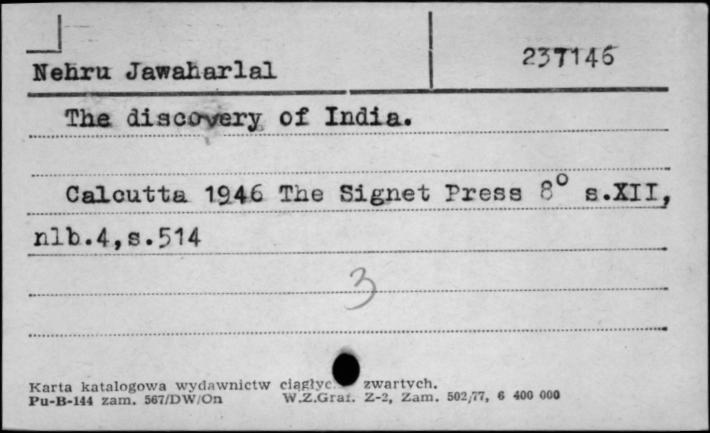 Nehru Jawaharlal
237146
The discovery of India.
Calcutta 1946 The Signet Press 8° s.XII,
nlb.4,s.514
3
Karta katalogowa wydawnictw ciągłyc zwartych.
Pu-B-144 zam. 567/DW/On W.Z.Graf. Z-2, Zam. 502/77, 6 400 000